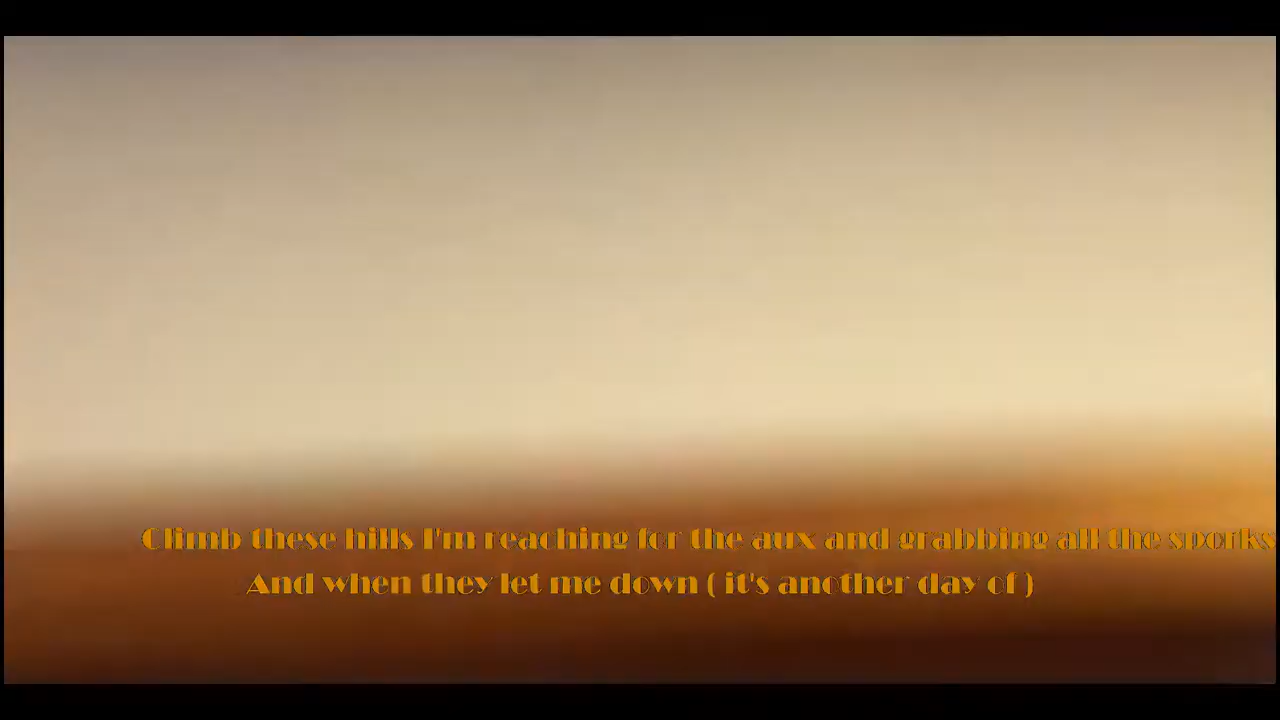 Climb these hills I'm reaching for the aux and grabbing all the sporks
And when they let me down ( it's another day of )